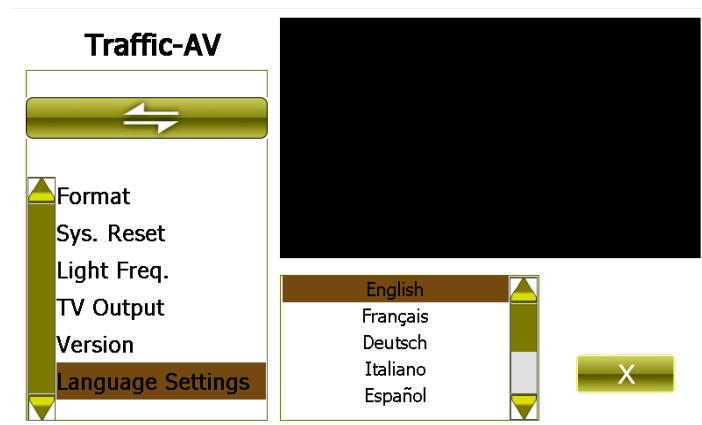 Traffic-AV
Format
Sys. Reset
Light Freq.
TV Output
Version
Language Settings
English
Français
Deutsch
Italiano
Español
X